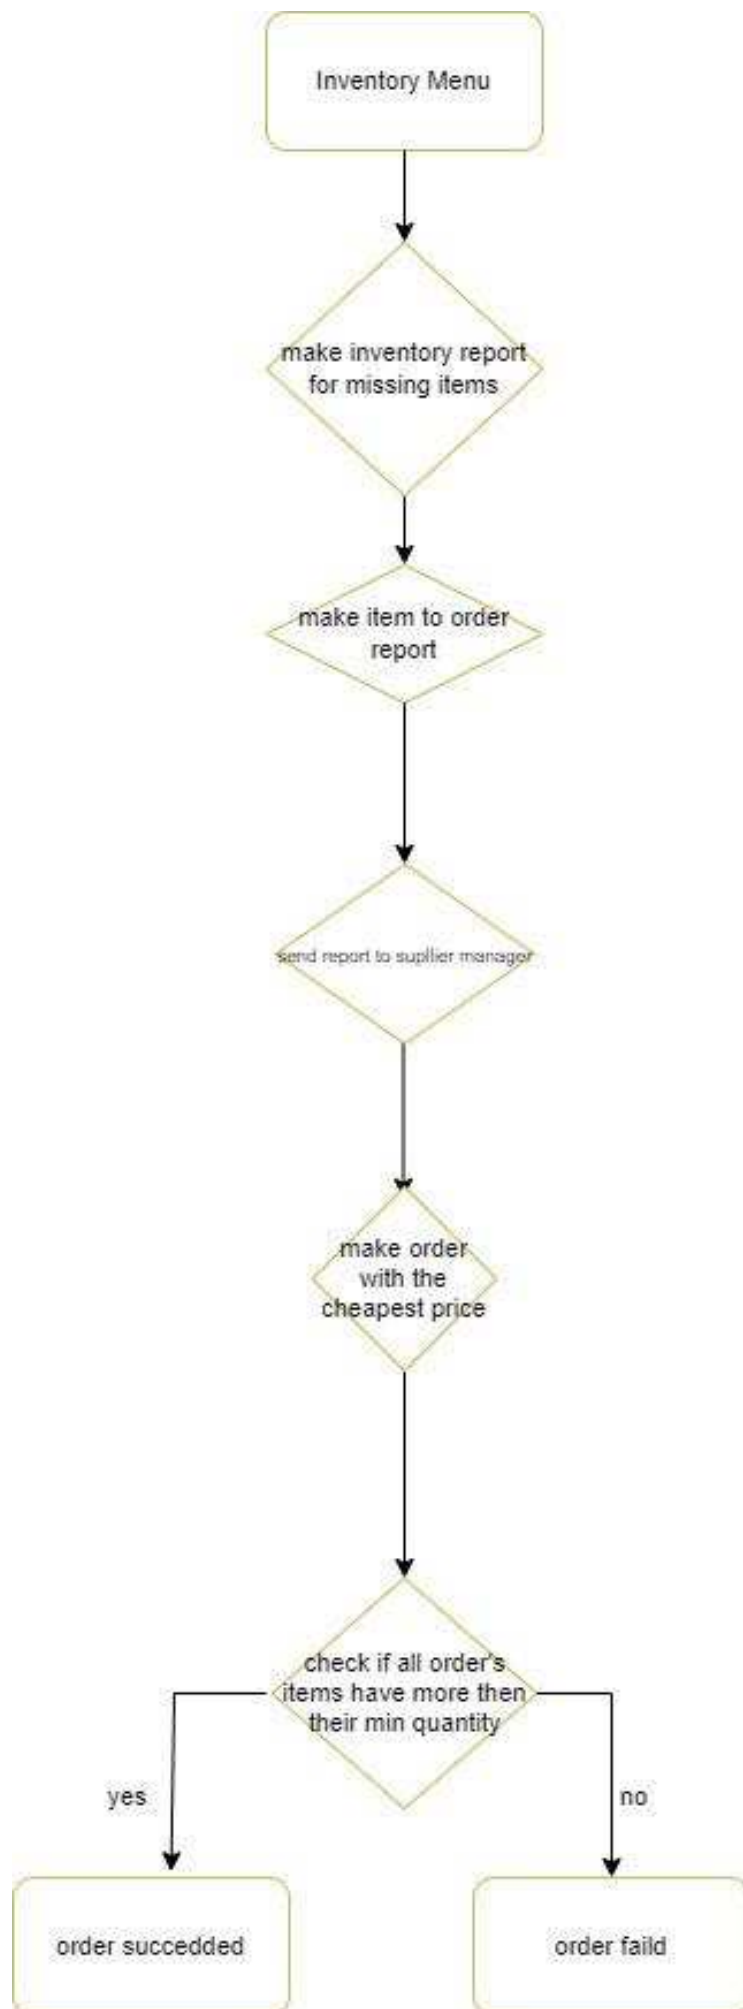 Inventory Menu
make inventory report
for missing items
make item to order
report
send report to supllier manager
make order
with the
cheapest price
check if all order's
items have more then
their min quantity
yes
no
order succedded
order faild